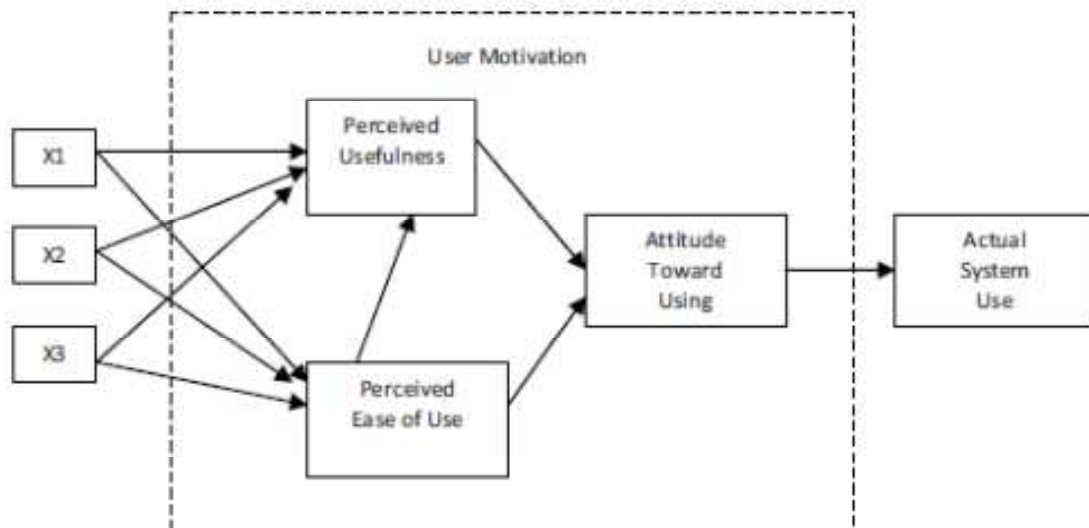 User Motivation
X1
X2
X3
Perceived
Usefulness
Perceived
Ease of Use
Attitude
Toward
Using
Actual
System
Use